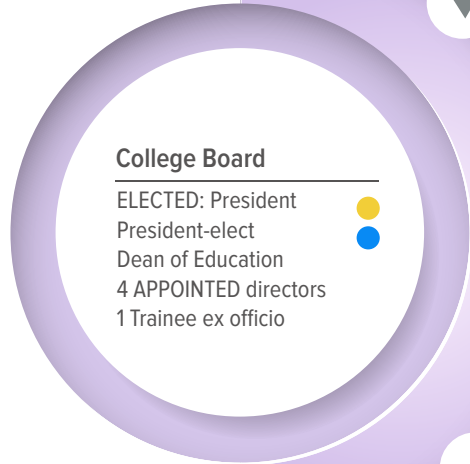 College Board
ELECTED: President
President-elect
Dean of Education
4 APPOINTED directors
1 Trainee ex officio